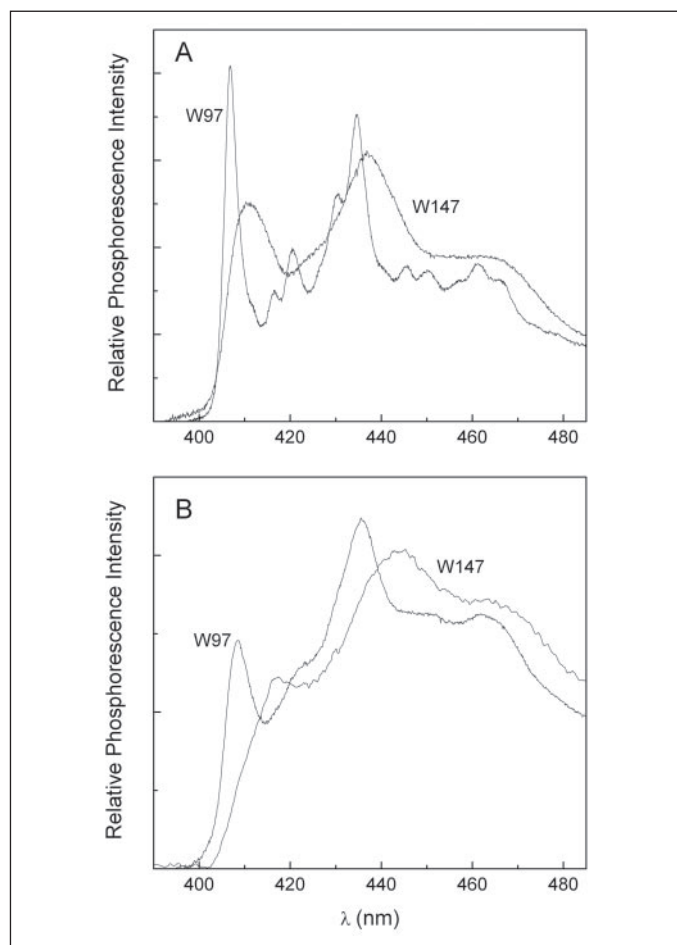 A
Relative Phosphorescence Intensity
W97
W147
400 420 440 460 480
B
Relative Phosphorescence Intensity
W97
W147
400 420 440 460 480
λ (nm)